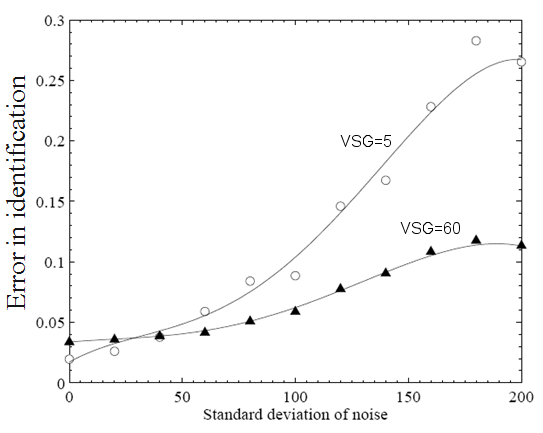 0.3
0.25
0.2
0.15
0.1
0.05
0
Error in identification
VSG=5
VSG=60
0 50 100 150 200
Standard deviation of noise